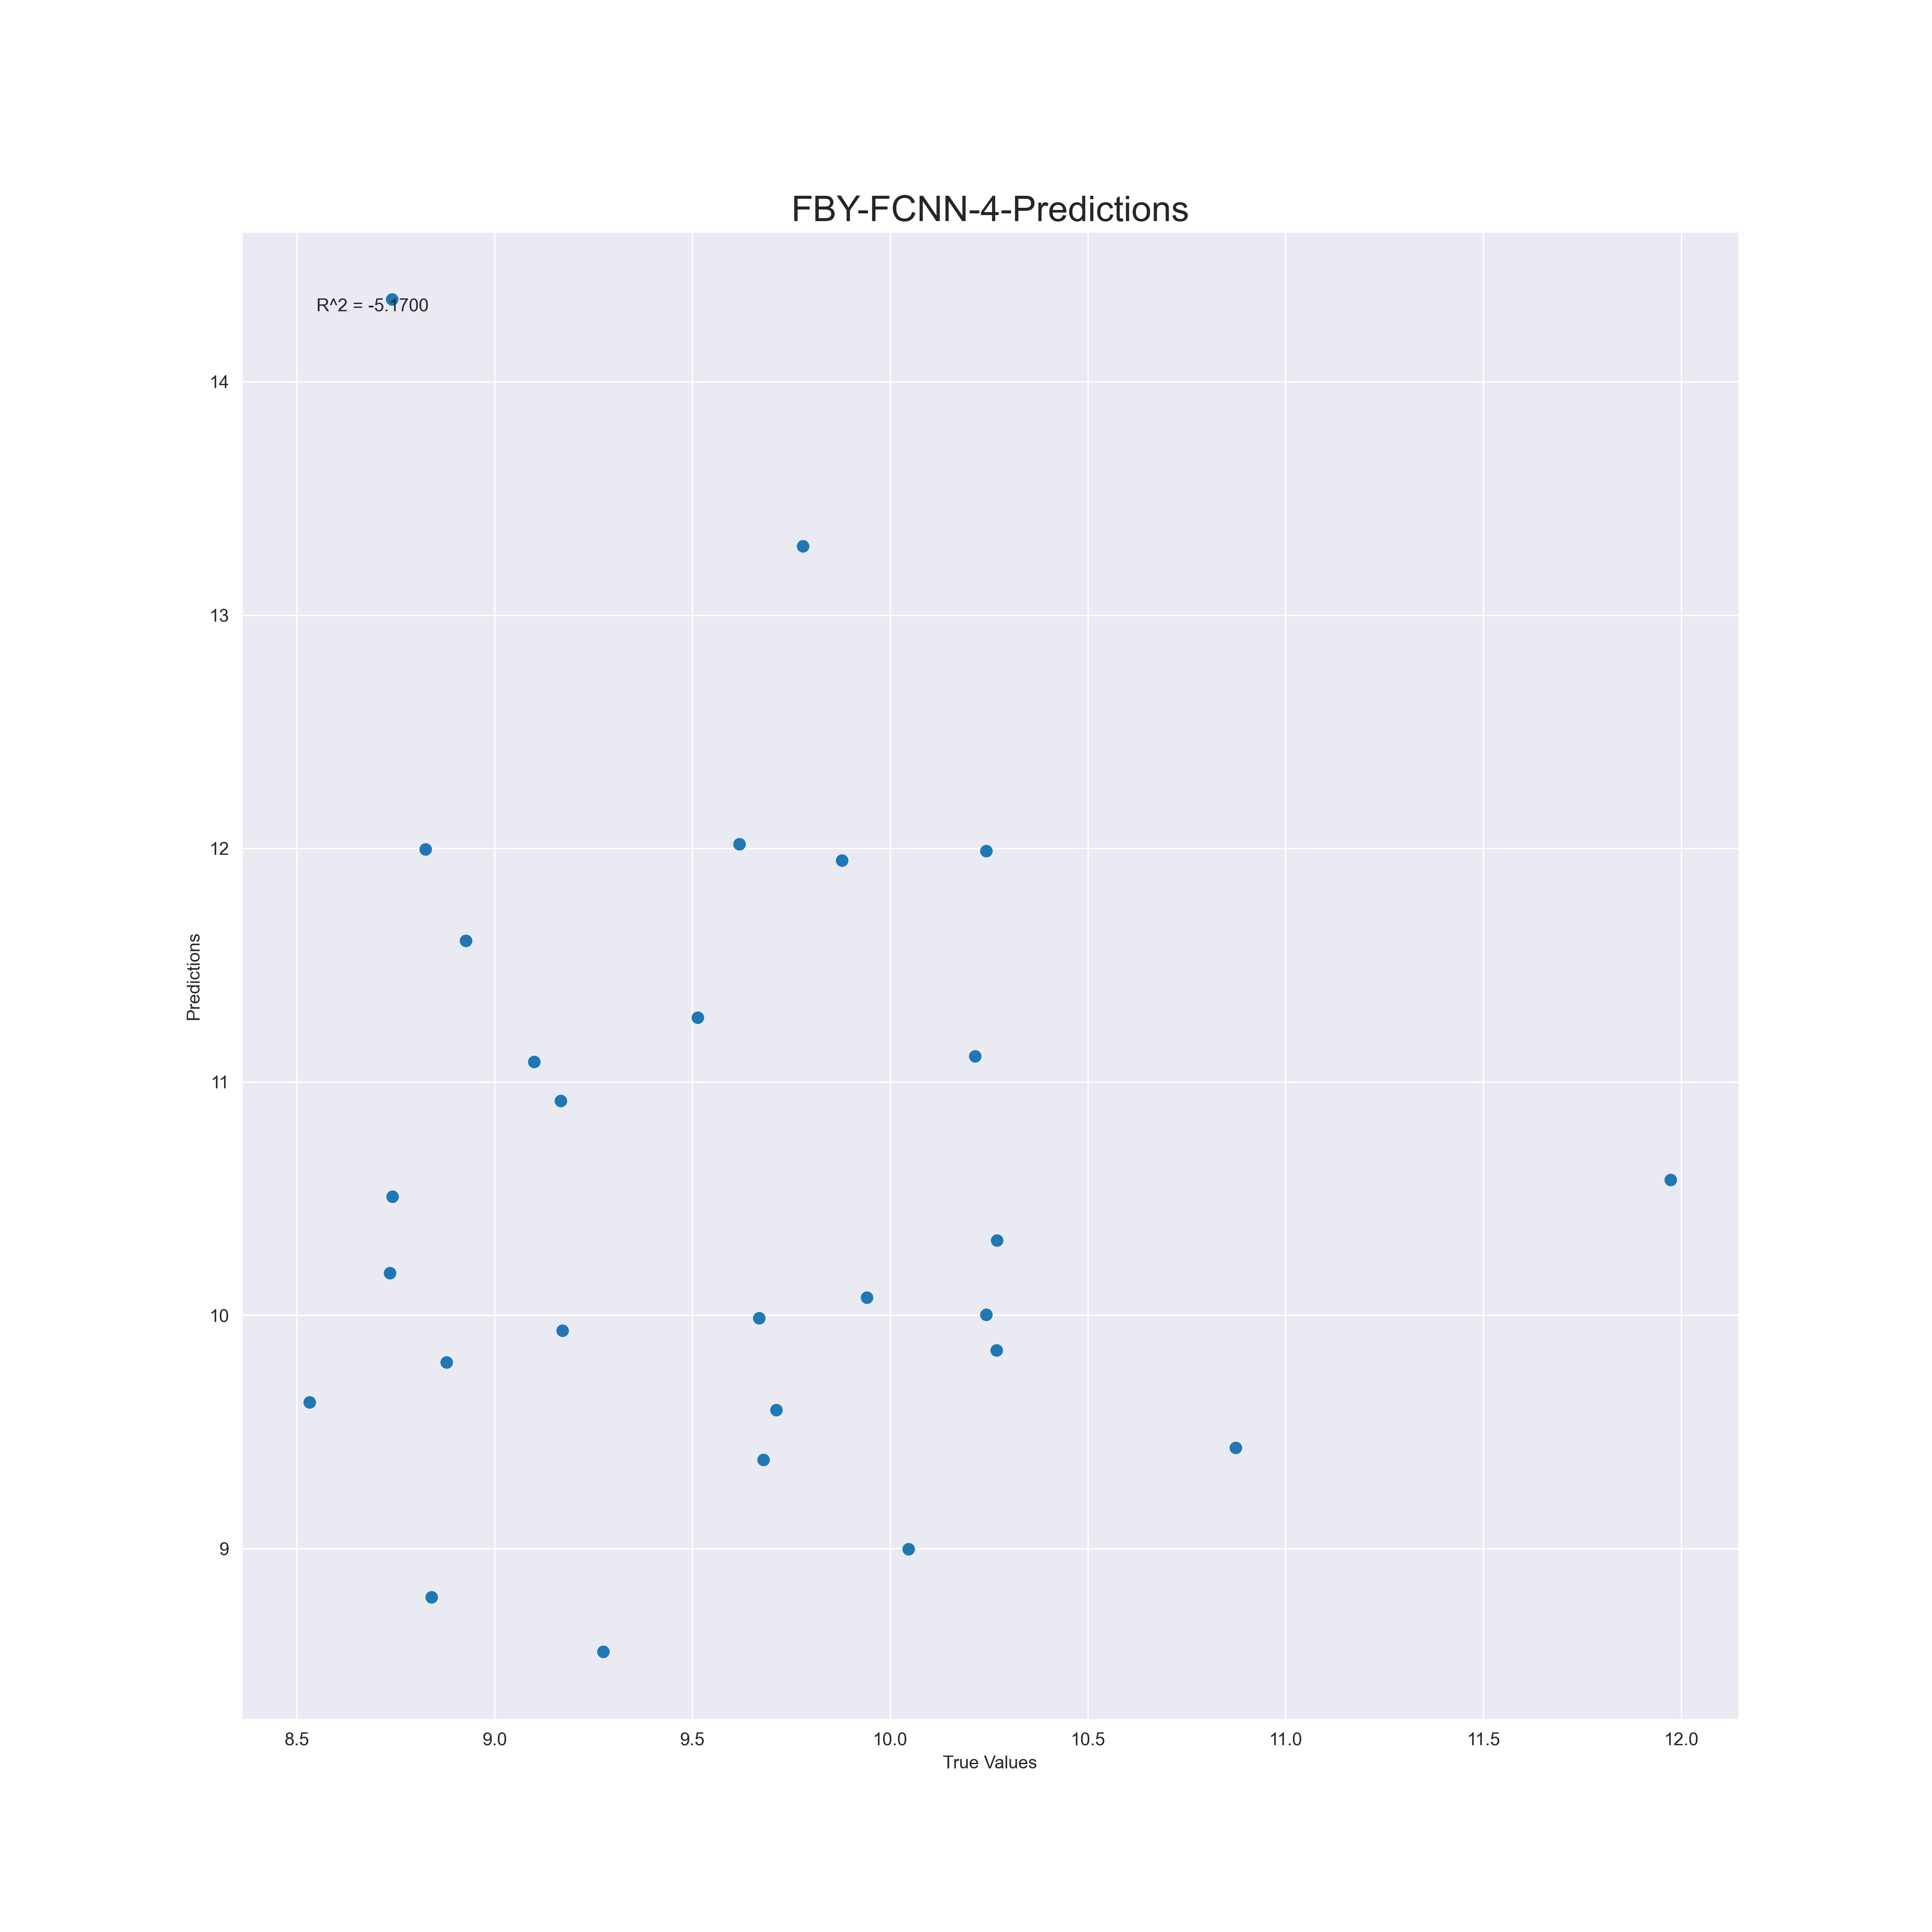 FBY-FCNN-4-Predictions
R^2 = -5.1700
14
13
12
11
10
9
Predictions
8.5 9.0 9.5 10.0 10.5 11.0 11.5 12.0
True Values